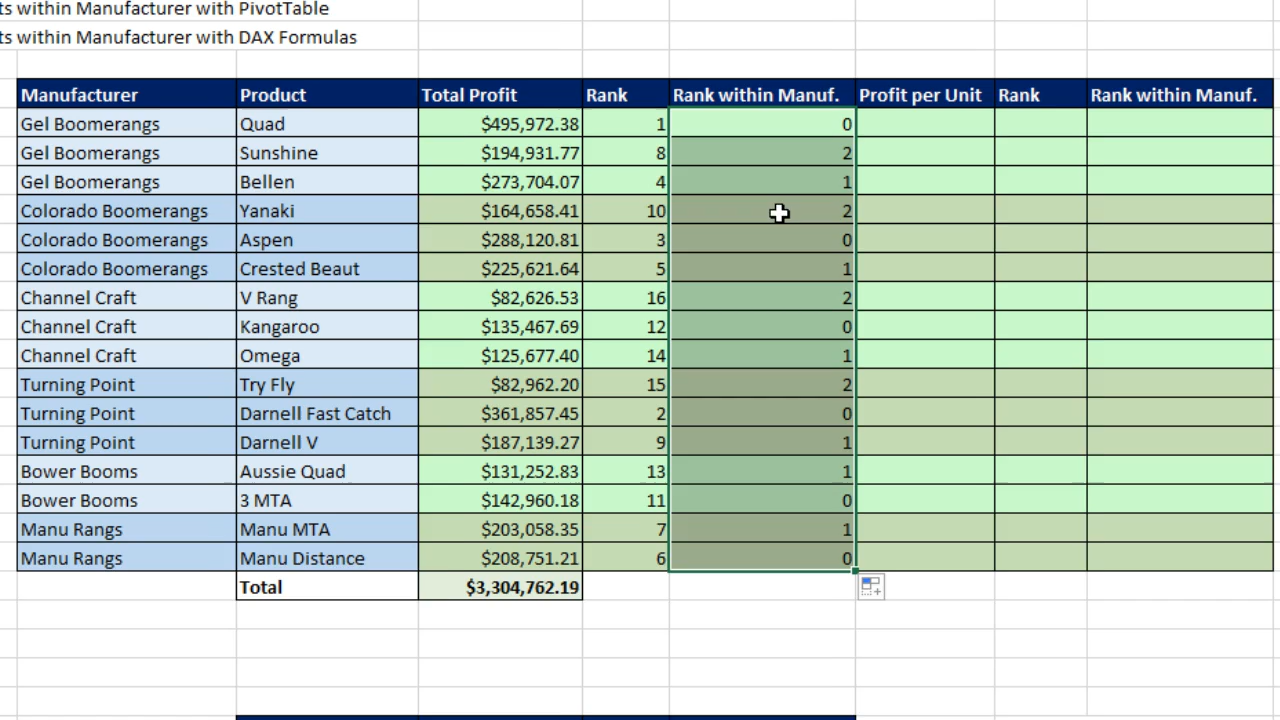 ts within Manufacturer with PivotTable
ts within Manufacturer with DAX Formulas
Manufacturer Product Total Profit Rank Rank within Manuf. Profit per Unit Rank Rank within Manuf.
Gel Boomerangs Quad $495,972.38 1 0
Gel Boomerangs Sunshine $194,931.77 8 2
Gel Boomerangs Bellen $273,704.07 4 1
Colorado Boomerangs Yanaki $164,658.41 10 2
Colorado Boomerangs Aspen $288,120.81 3 0
Colorado Boomerangs Crested Beaut $225,621.64 5 1
Channel Craft V Rang $82,626.53 16 2
Channel Craft Kangaroo $135,467.69 12 0
Channel Craft Omega $125,677.40 14 1
Turning Point Try Fly $82,962.20 15 2
Turning Point Darnell Fast Catch $361,857.45 2 0
Turning Point Darnell V $187,139.27 9 1
Bower Booms Aussie Quad $131,252.83 13 1
Bower Booms 3 MTA $142,960.18 11 0
Manu Rangs Manu MTA $203,058.35 7 1
Manu Rangs Manu Distance $208,751.21 6 0
Total $3,304,762.19